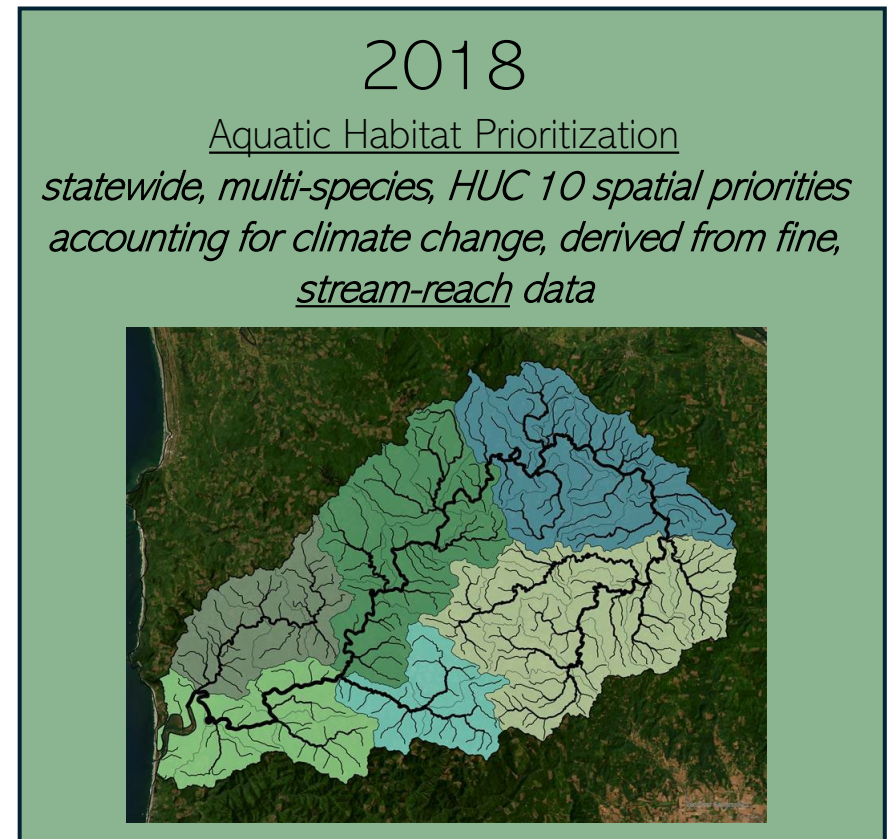 2018
Aquatic Habitat Prioritization
statewide, multi-species, HUC 10 spatial priorities
accounting for climate change, derived from fine,
stream-reach data